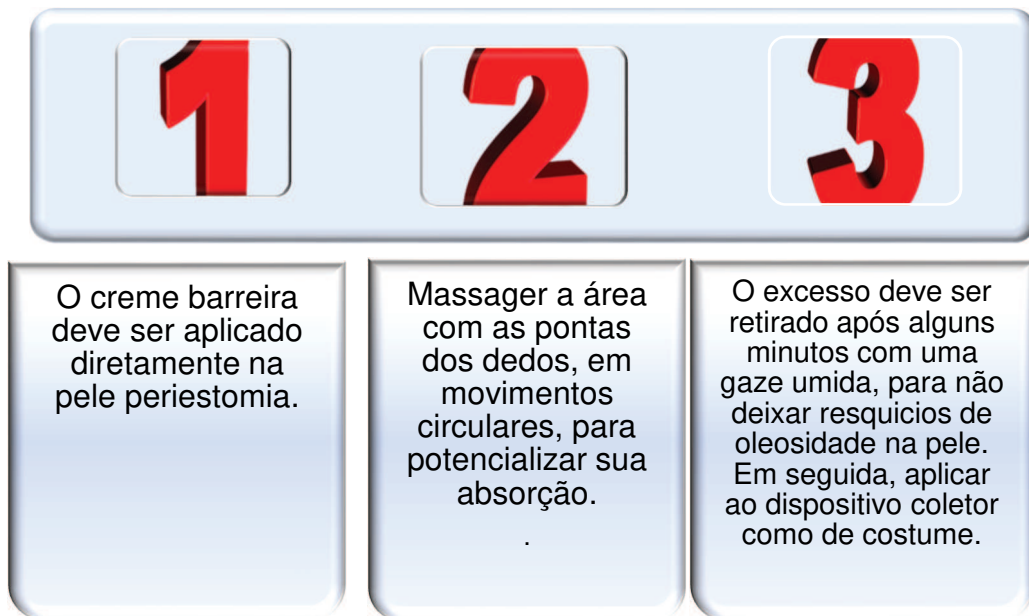 1
2
3
O creme barreira
deve ser aplicado
diretamente na
pele periestomia.
Massager a área
com as pontas
dos dedos, em
movimentos
circulares, para
potencializar sua
absorção.
.
O excesso deve ser
retirado após alguns
minutos com uma
gaze umida, para não
deixar resquicios de
oleosidade na pele.
Em seguida, aplicar
ao dispositivo coletor
como de costume.